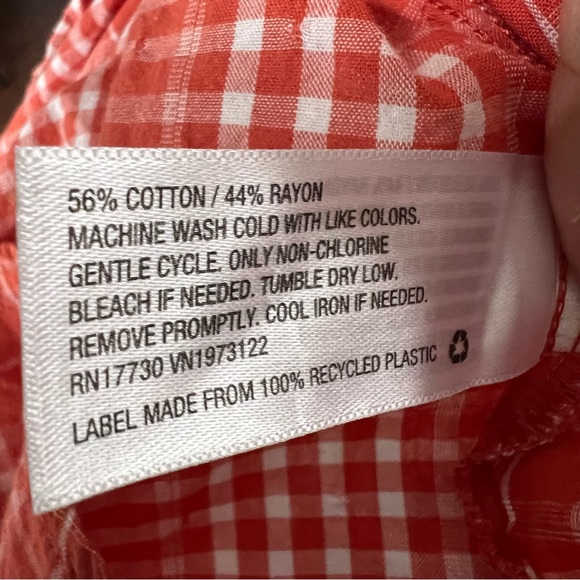 56% COTTON / 44% RAYON
MACHINE WASH COLD WITH LIKE COLORS.
GENTLE CYCLE. ONLY NON-CHLORINE
BLEACH IF NEEDED. TUMBLE DRY LOW.
REMOVE PROMPTLY. COOL IRON IF NEEDED.
RN17730 VN1973122
LABEL MADE FROM 100% RECYCLED PLASTIC